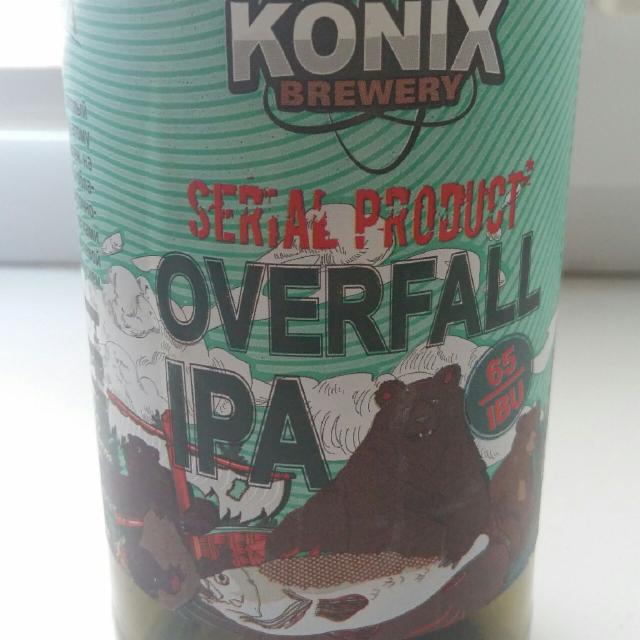 KONIX
BREWERY
SERIAL PRODUCT*
OVERFALL
IPA
65
IBU